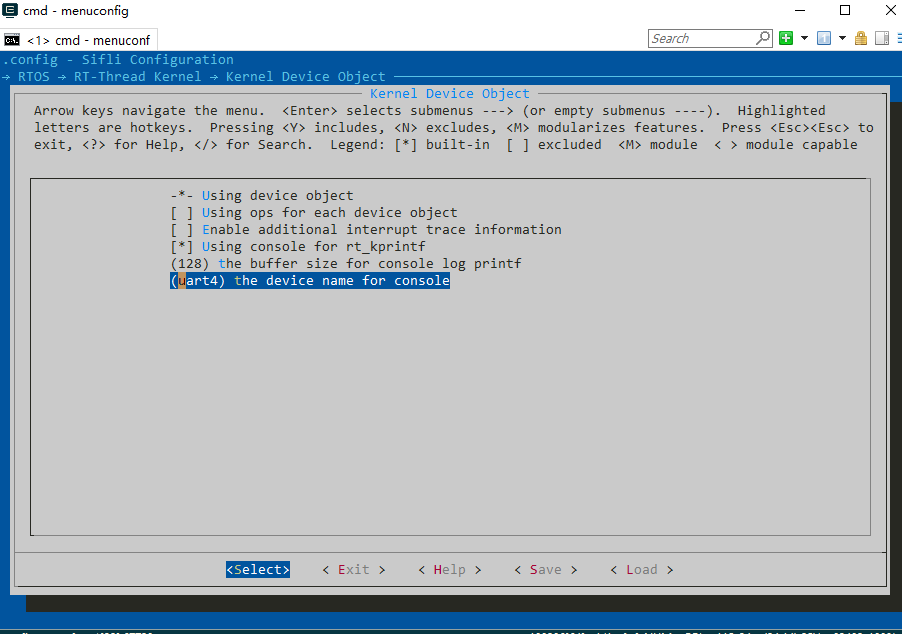 cmd - menuconfig
<1> cmd - menuconf
Search
.config - Sifli Configuration
→ RTOS → RT-Thread Kernel → Kernel Device Object
Kernel Device Object
Arrow keys navigate the menu.  <Enter> selects submenus ---> (or empty submenus ----).  Highlighted
letters are hotkeys.  Pressing <Y> includes, <N> excludes, <M> modularizes features.  Press <Esc><Esc> to
exit, <?> for Help, </> for Search.  Legend: [*] built-in  [ ] excluded  <M> module  < > module capable
-*- Using device object
[ ] Using ops for each device object
[ ] Enable additional interrupt trace information
[*] Using console for rt_kprintf
(128) the buffer size for console log printf
(uart4) the device name for console
<Select>    < Exit >    < Help >    < Save >    < Load >